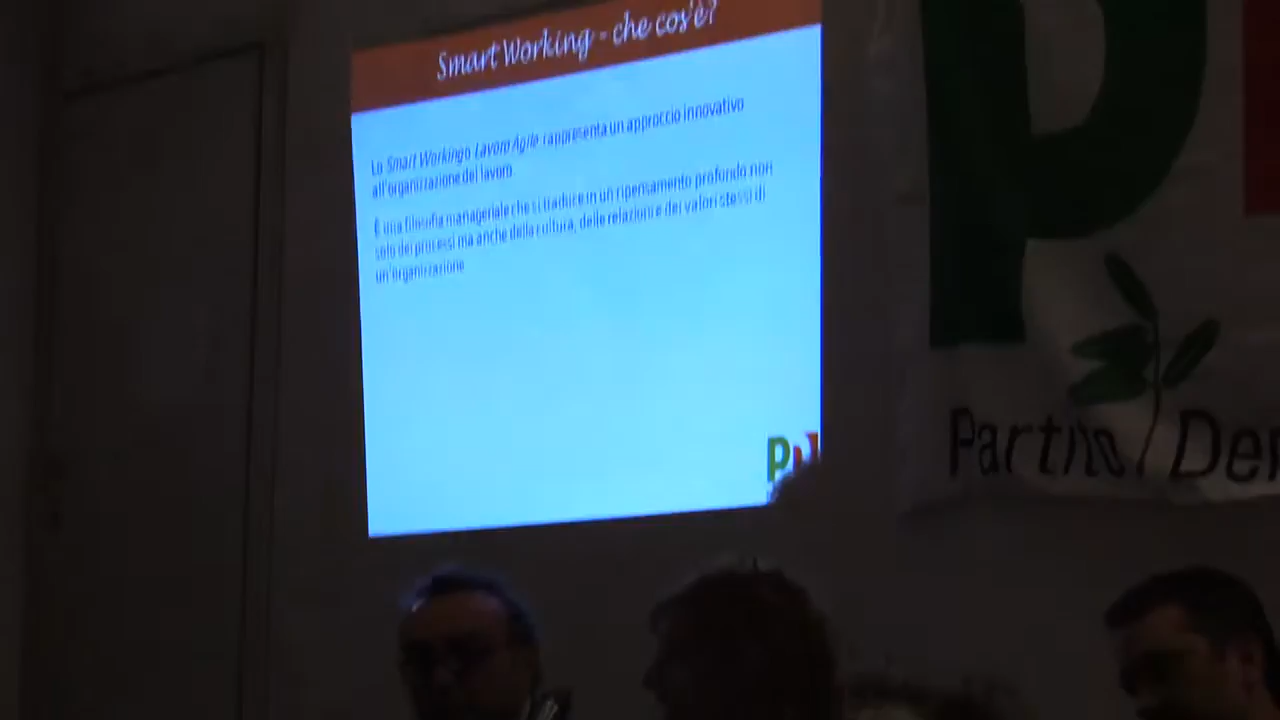 Smart Working - che cos'è?
Lo Smart Working o Lavoro Agile rappresenta un approccio innovativo
all'organizzazione del lavoro.
È una filosofia manageriale che si traduce in un ripensamento profondo non
solo dei processi ma anche della cultura, delle relazioni e dei valori stessi di
un'organizzazione
PD
P
Partito Dem